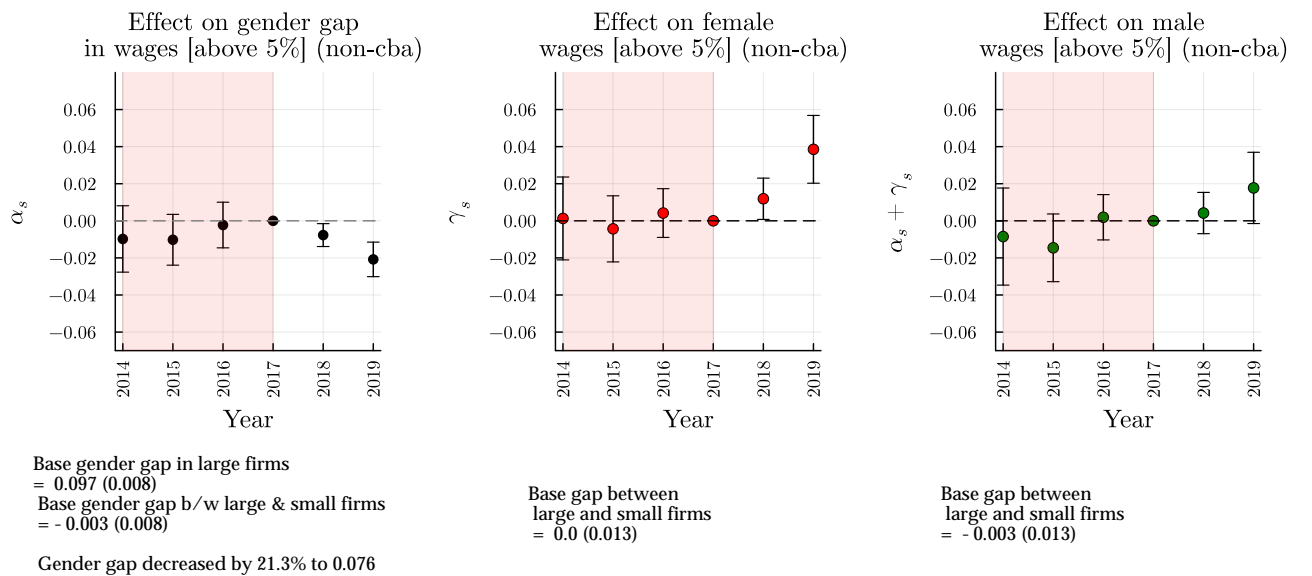 Effect on gender gap
in wages [above 5%] (non-cba)
α_s
0.06
0.04
0.02
0.00
−0.02
−0.04
−0.06
2014
2015
2016
2017
2018
2019
Year
Base gender gap in large firms
= 0.097 (0.008)
Base gender gap b/w large & small firms
= - 0.003 (0.008)
Gender gap decreased by 21.3% to 0.076
Effect on female
wages [above 5%] (non-cba)
γ_s
0.06
0.04
0.02
0.00
−0.02
−0.04
−0.06
2014
2015
2016
2017
2018
2019
Year
Base gap between
large and small firms
= 0.0 (0.013)
Effect on male
wages [above 5%] (non-cba)
α_s + γ_s
0.06
0.04
0.02
0.00
−0.02
−0.04
−0.06
2014
2015
2016
2017
2018
2019
Year
Base gap between
large and small firms
= - 0.003 (0.013)